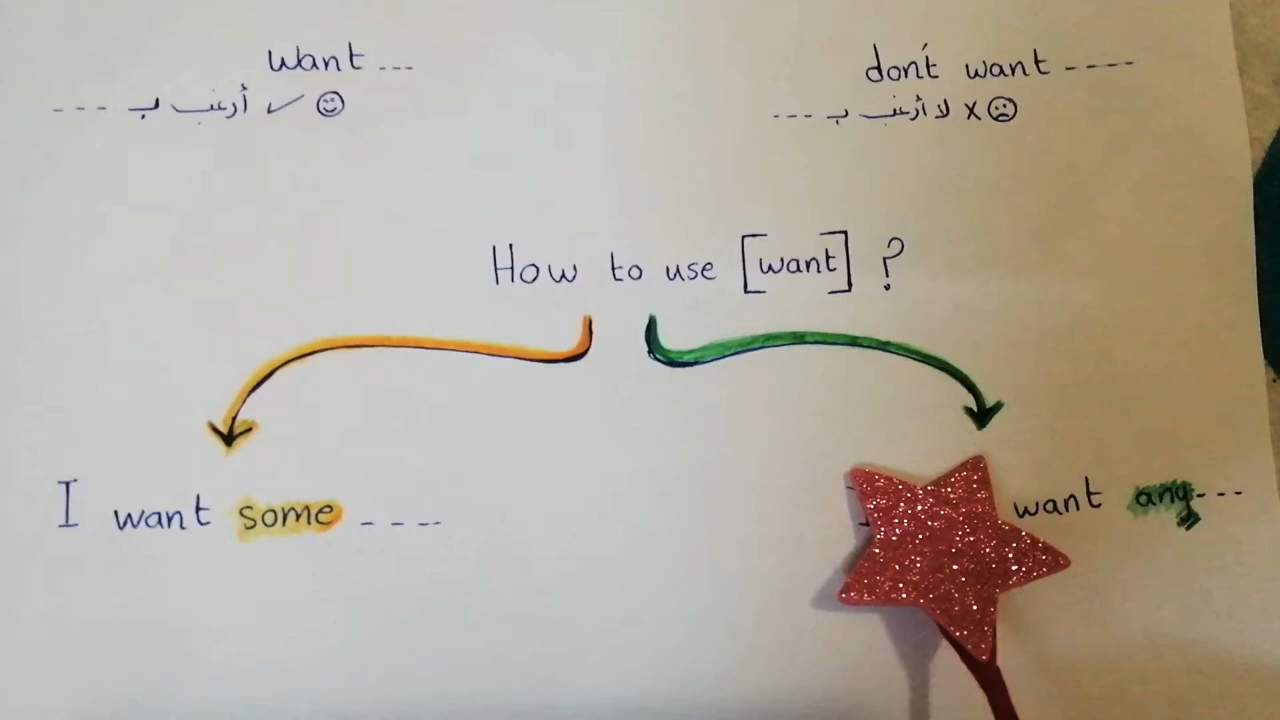 want ...
☺ ✓ أرغب ب ---
don't want ----
☹ x لا أرغب ب ---
How to use [want] ?
I want some ----
want any ---